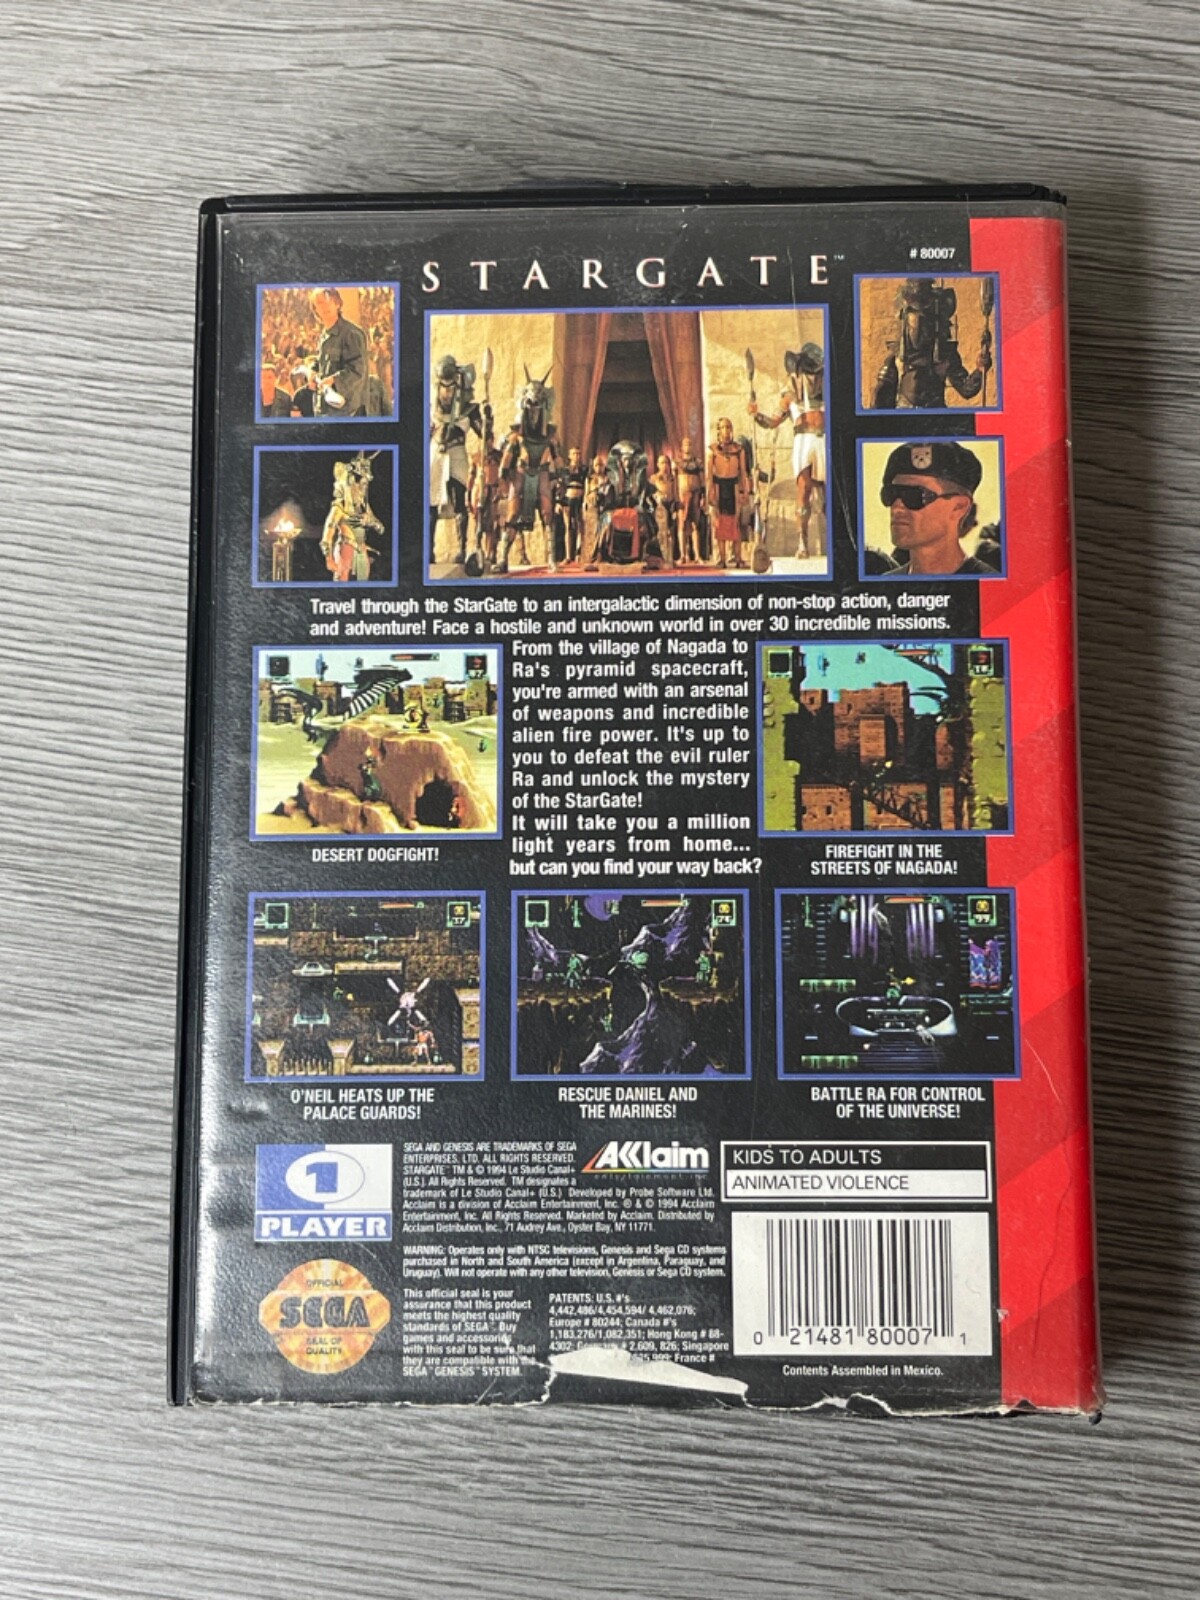 # 80007
STARGATE™
Travel through the StarGate to an intergalactic dimension of non-stop action, danger
and adventure! Face a hostile and unknown world in over 30 incredible missions.
From the village of Nagada to
Ra's pyramid spacecraft,
you're armed with an arsenal
of weapons and incredible
alien fire power. It's up to
you to defeat the evil ruler
Ra and unlock the mystery
of the StarGate!
It will take you a million
light years from home...
but can you find your way back?
DESERT DOGFIGHT!
FIREFIGHT IN THE
STREETS OF NAGADA!
O'NEIL HEATS UP THE
PALACE GUARDS!
RESCUE DANIEL AND
THE MARINES!
BATTLE RA FOR CONTROL
OF THE UNIVERSE!
1
PLAYER
SEGA AND GENESIS ARE TRADEMARKS OF SEGA
ENTERPRISES, LTD. ALL RIGHTS RESERVED.
STARGATE™ TM & © 1994 Le Studio Canal+
(U.S.). All Rights Reserved. TM designates a
trademark of Le Studio Canal+ (U.S.). Developed by Probe Software Ltd.
Acclaim is a division of Acclaim Entertainment, Inc. ® & © 1994 Acclaim
Entertainment, Inc. All Rights Reserved. Marketed by Acclaim. Distributed by
Acclaim Distribution, Inc., 71 Audrey Ave., Oyster Bay, NY 11771.
AKKlaim
entertainment inc.
KIDS TO ADULTS
ANIMATED VIOLENCE
WARNING: Operates only with NTSC televisions, Genesis and Sega CD systems
purchased in North and South America (except in Argentina, Paraguay, and
Uruguay). Will not operate with any other television, Genesis or Sega CD system.
OFFICIAL
SEGA
SEAL OF
QUALITY
This official seal is your
assurance that this product
meets the highest quality
standards of SEGA™. Buy
games and accessories
with this seal to be sure that
they are compatible with the
SEGA™ GENESIS™ SYSTEM.
PATENTS: U.S. #'s
4,442,486/4,454,594/ 4,462,076;
Europe # 80244; Canada #'s
1,183,276/1,082,351; Hong Kong # 88-
4302; # 2,609, 826; Singapore
France #
0 21481 80007 1
Contents Assembled in Mexico.